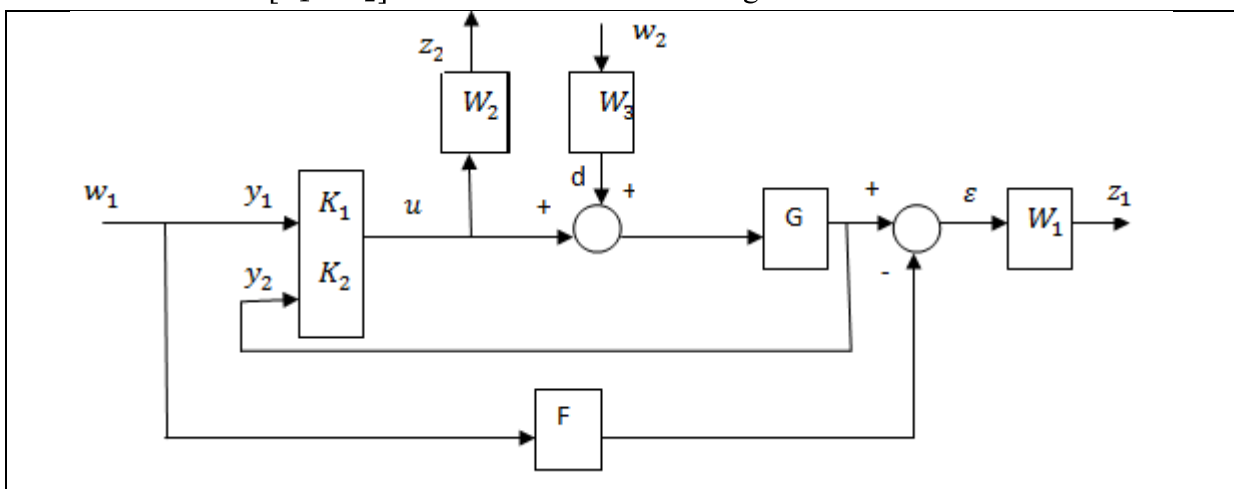 z₂
w₂
W₂
W₃
d
+
w₁
y₁
K₁
u
+
G
+
ε
W₁
z₁
y₂
K₂
-
F